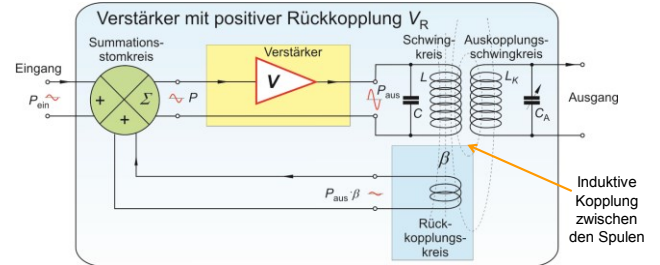 Verstärker mit positiver Rückkopplung V_R
Summations-
stomkreis
Verstärker
Schwing-
kreis
Auskopplungs-
schwingkreis
Eingang
P_ein
+
Σ
+
P
V
P_aus
L
C
L_K
C_A
Ausgang
β
P_aus·β
Rück-
kopplungs-
kreis
Induktive
Kopplung
zwischen
den Spulen